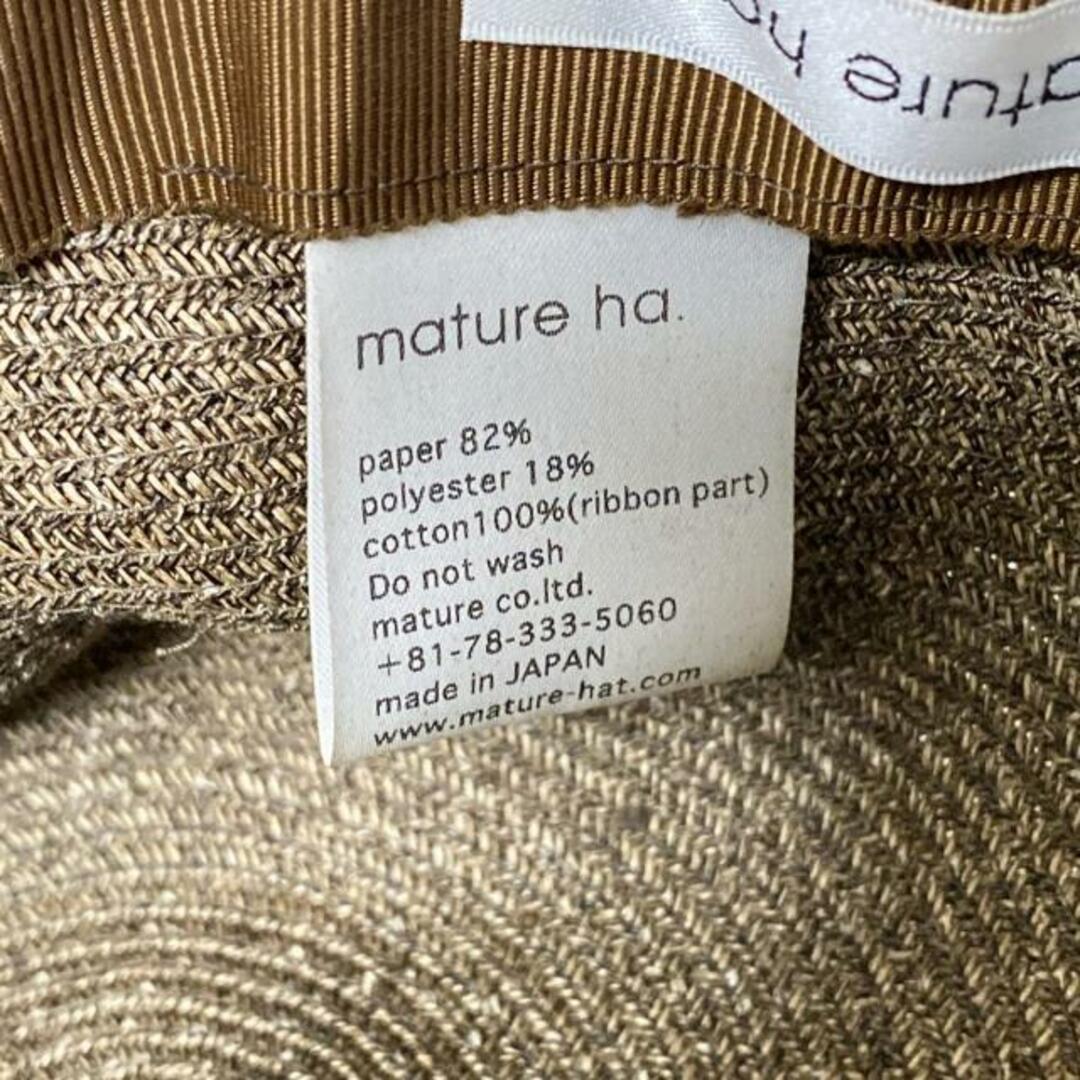 ature h
mature ha.
paper 82%
polyester 18%
cotton100%(ribbon part)
Do not wash
mature co.ltd.
+81-78-333-5060
made in JAPAN
www.mature-hat.com